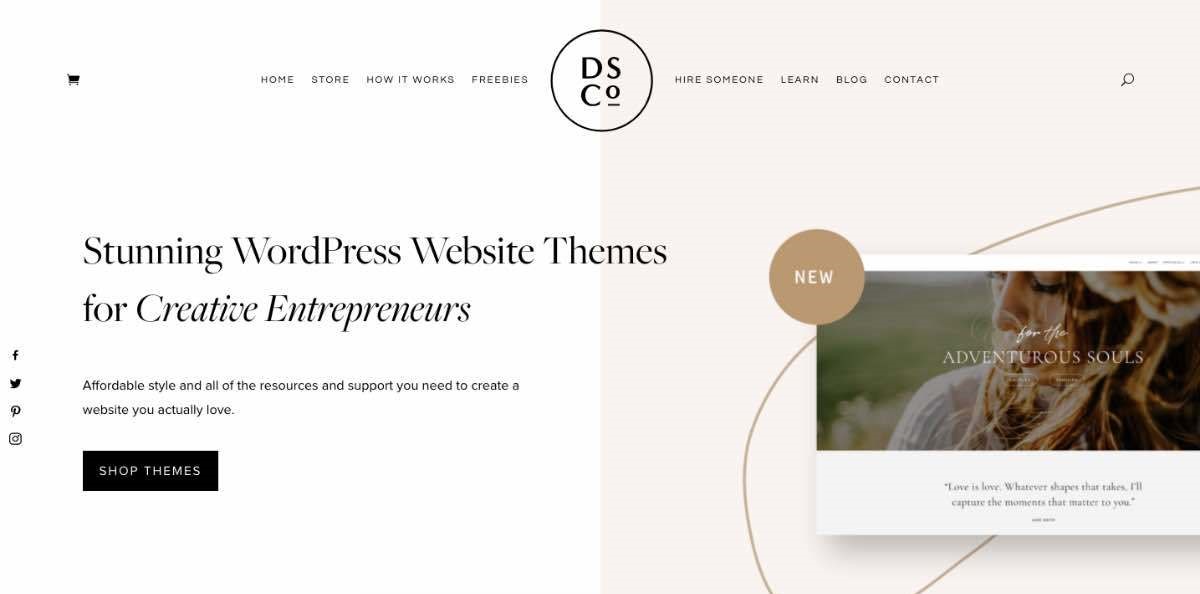 HOME STORE HOW IT WORKS FREEBIES
DS
Co
HIRE SOMEONE LEARN BLOG CONTACT
Stunning WordPress Website Themes
for Creative Entrepreneurs
Affordable style and all of the resources and support you need to create a
website you actually love.
SHOP THEMES
NEW
for the
ADVENTUROUS SOULS
“Love is love. Whatever shapes that takes, I'll
capture the moments that matter to you.”